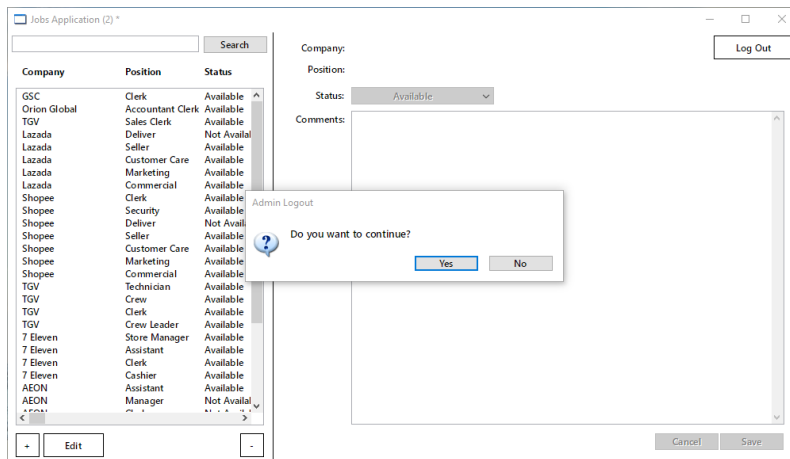 Jobs Application (2) *
Search
Company Position Status
GSC Clerk Available
Orion Global Accountant Clerk Available
TGV Sales Clerk Available
Lazada Deliver Not Availal
Lazada Seller Available
Lazada Customer Care Available
Lazada Marketing Available
Lazada Commercial Available
Shopee Clerk Available
Shopee Security Available
Shopee Deliver Not Availa
Shopee Seller Available
Shopee Customer Care Available
Shopee Marketing Available
Shopee Commercial Available
TGV Technician Available
TGV Crew Available
TGV Clerk Available
TGV Crew Leader Available
7 Eleven Store Manager Available
7 Eleven Assistant Available
7 Eleven Clerk Available
7 Eleven Cashier Available
AEON Assistant Available
AEON Manager Not Availal
+ Edit -
Company:
Log Out
Position:
Status: Available
Comments:
Admin Logout
Do you want to continue?
Yes No
Cancel Save